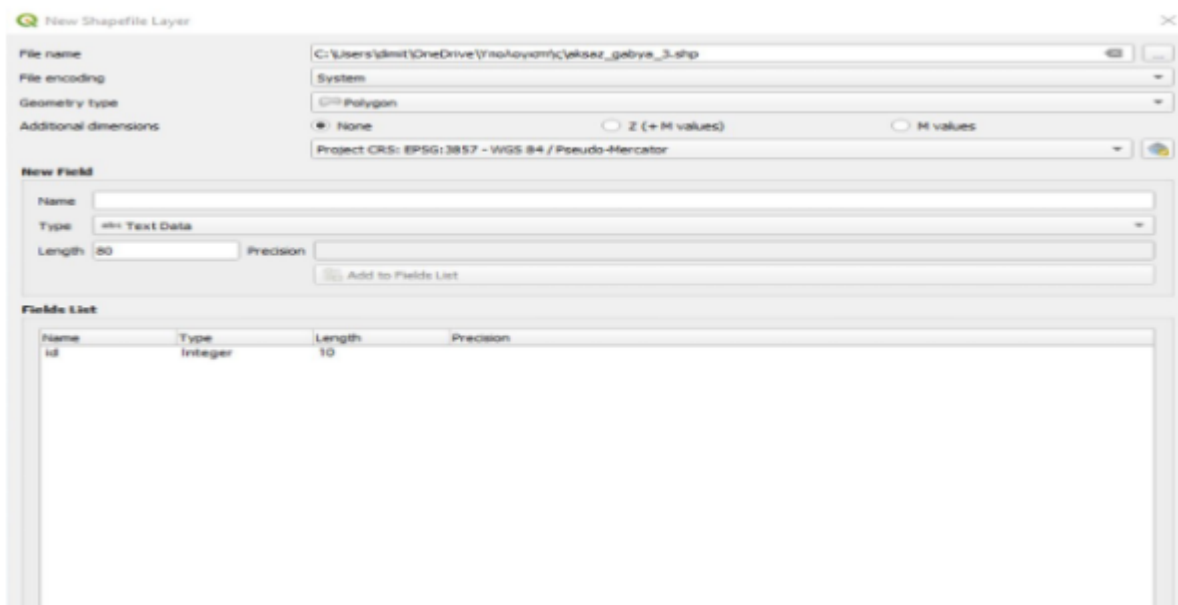 New Shapefile Layer
File name C:\Users\dimit\OneDrive\Υπολογιστής\aksaz_gabya_3.shp
File encoding System
Geometry type Polygon
Additional dimensions None Z (+ M values) M values
Project CRS: EPSG:3857 - WGS 84 / Pseudo-Mercator
New Field
Name
Type abc Text Data
Length 80 Precision
Add to Fields List
Fields List
Name Type Length Precision
id Integer 10